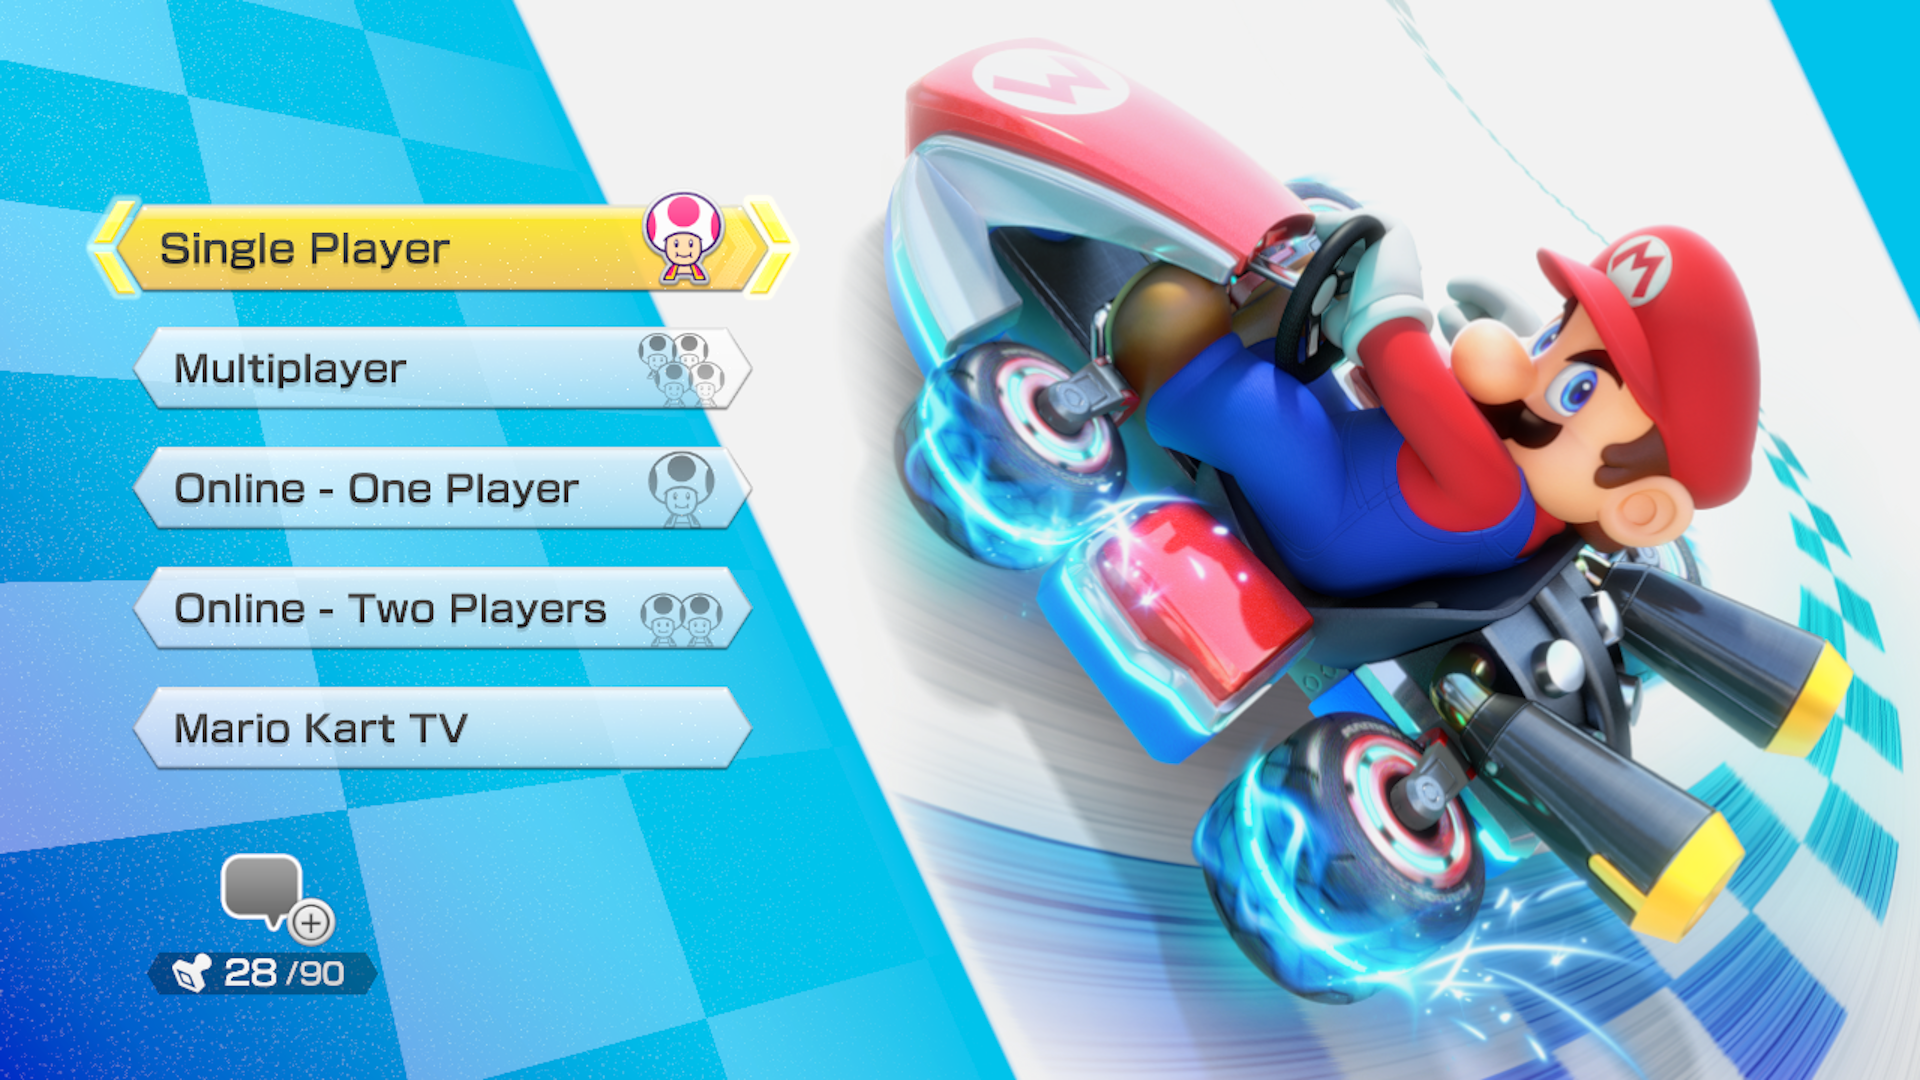 Single Player
Multiplayer
Online - One Player
Online - Two Players
Mario Kart TV
28/90
M
M